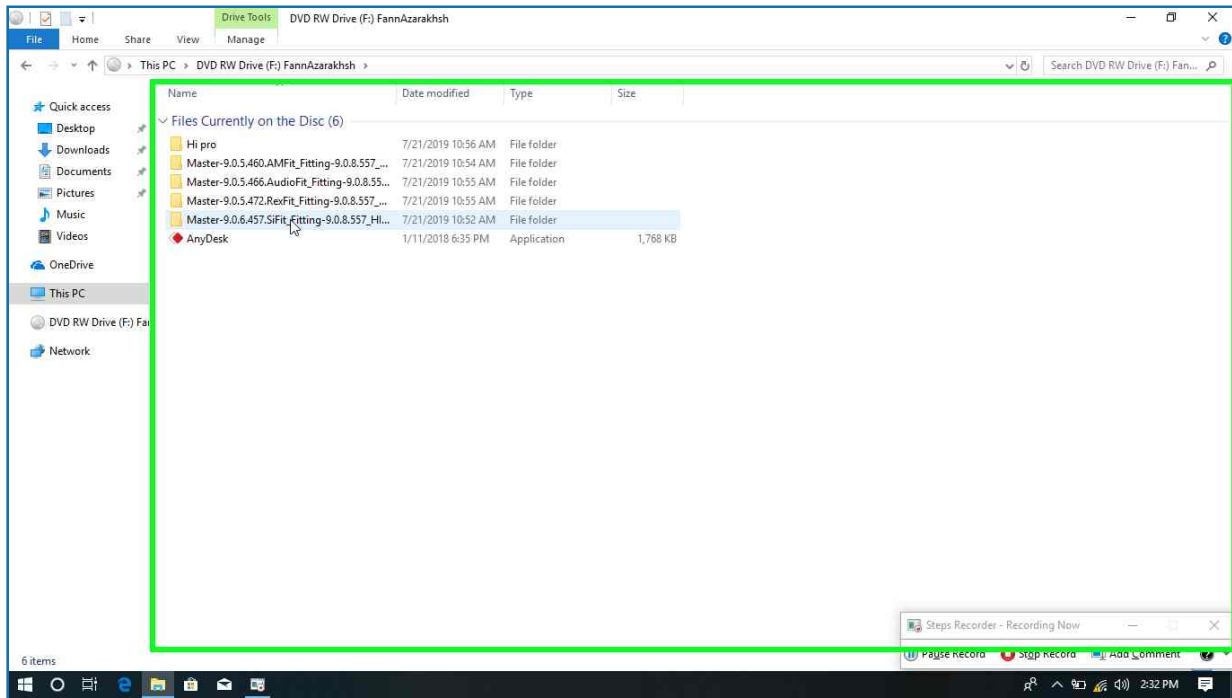 Drive Tools DVD RW Drive (F:) FannAzarakhsh
File Home Share View Manage
This PC > DVD RW Drive (F:) FannAzarakhsh >
Search DVD RW Drive (F:) Fan...
Name Date modified Type Size
Quick access
Desktop
Downloads
Documents
Pictures
Music
Videos
OneDrive
This PC
DVD RW Drive (F:) Fa
Network
Files Currently on the Disc (6)
Hi pro 7/21/2019 10:56 AM File folder
Master-9.0.5.460.AMFit_Fitting-9.0.8.557_... 7/21/2019 10:54 AM File folder
Master-9.0.5.466.AudioFit_Fitting-9.0.8.55... 7/21/2019 10:55 AM File folder
Master-9.0.5.472.RexFit_Fitting-9.0.8.557_... 7/21/2019 10:55 AM File folder
Master-9.0.6.457.SiFit_Fitting-9.0.8.557_HI... 7/21/2019 10:52 AM File folder
AnyDesk 1/11/2018 6:35 PM Application 1,768 KB
Steps Recorder - Recording Now
Pause Record Stop Record Add Comment
6 items
2:32 PM